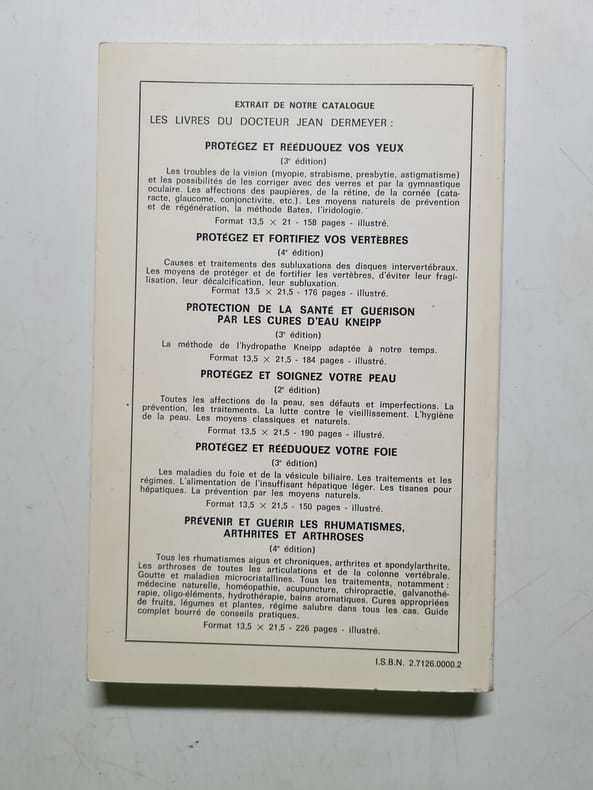 EXTRAIT DE NOTRE CATALOGUE
LES LIVRES DU DOCTEUR JEAN DERMEYER :
PROTÉGEZ ET RÉÉDUQUEZ VOS YEUX
(3e édition)
Les troubles de la vision (myopie, strabisme, presbytie, astigmatisme)
et les possibilités de les corriger avec des verres et par la gymnastique
oculaire. Les affections des paupières, de la rétine, de la cornée (cata-
racte, glaucome, conjonctivite, etc.). Les moyens naturels de prévention
et de régénération, la méthode Bates, l'iridologie.
Format 13,5 × 21 - 158 pages - illustré.
PROTÉGEZ ET FORTIFIEZ VOS VERTÈBRES
(4e édition)
Causes et traitements des subluxations des disques intervertébraux.
Les moyens de protéger et de fortifier les vertèbres, d'éviter leur fragi-
lisation, leur décalcification, leur subluxation.
Format 13,5 × 21,5 - 176 pages - illustré.
PROTECTION DE LA SANTÉ ET GUÉRISON
PAR LES CURES D'EAU KNEIPP
(3e édition)
La méthode de l'hydropathe Kneipp adaptée à notre temps.
Format 13,5 × 21,5 - 184 pages - illustré.
PROTÉGEZ ET SOIGNEZ VOTRE PEAU
(2e édition)
Toutes les affections de la peau, ses défauts et imperfections. La
prévention, les traitements. La lutte contre le vieillissement. L'hygiène
de la peau. Les moyens classiques et naturels.
Format 13,5 × 21,5 - 190 pages - illustré.
PROTÉGEZ ET RÉÉDUQUEZ VOTRE FOIE
(3e édition)
Les maladies du foie et de la vésicule biliaire. Les traitements et les
régimes. L'alimentation de l'insuffisant hépatique léger. Les tisanes pour
hépatiques. La prévention par les moyens naturels.
Format 13,5 × 21,5 - 150 pages - illustré.
PRÉVENIR ET GUÉRIR LES RHUMATISMES,
ARTHRITES ET ARTHROSES
(4e édition)
Tous les rhumatismes aigus et chroniques, arthrites et spondylarthrite.
Les arthroses de toutes les articulations et de la colonne vertébrale.
Goutte et maladies microcristallines. Tous les traitements, notamment :
médecine naturelle, homéopathie, acupuncture, chiropractie, galvanothé-
rapie, oligo-éléments, hydrothérapie, bains aromatiques. Cures appropriées
de fruits, légumes et plantes, régime salubre dans tous les cas. Guide
complet bourré de conseils pratiques.
Format 13,5 × 21,5 - 226 pages - illustré.
I.S.B.N. 2.7126.0000.2